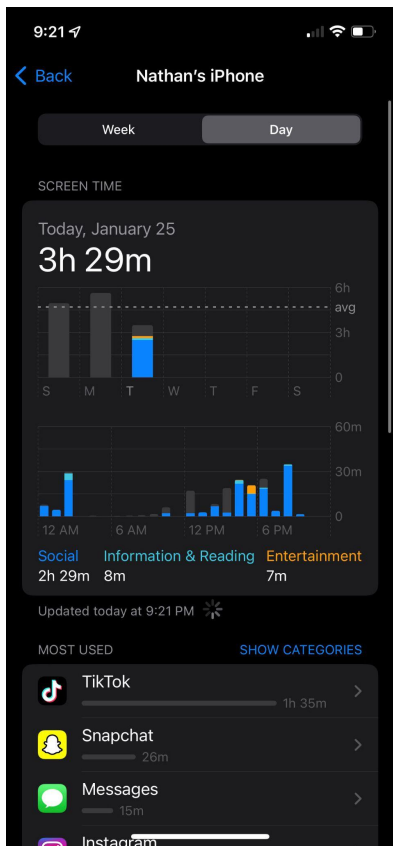 9:21
Back
Nathan's iPhone
Week Day
SCREEN TIME
Today, January 25
3h 29m
6h
avg
3h
0
S M T W T F S
60m
30m
0
12 AM 6 AM 12 PM 6 PM
Social Information & Reading Entertainment
2h 29m 8m 7m
Updated today at 9:21 PM
MOST USED SHOW CATEGORIES
TikTok
1h 35m
Snapchat
26m
Messages
15m
Instagram